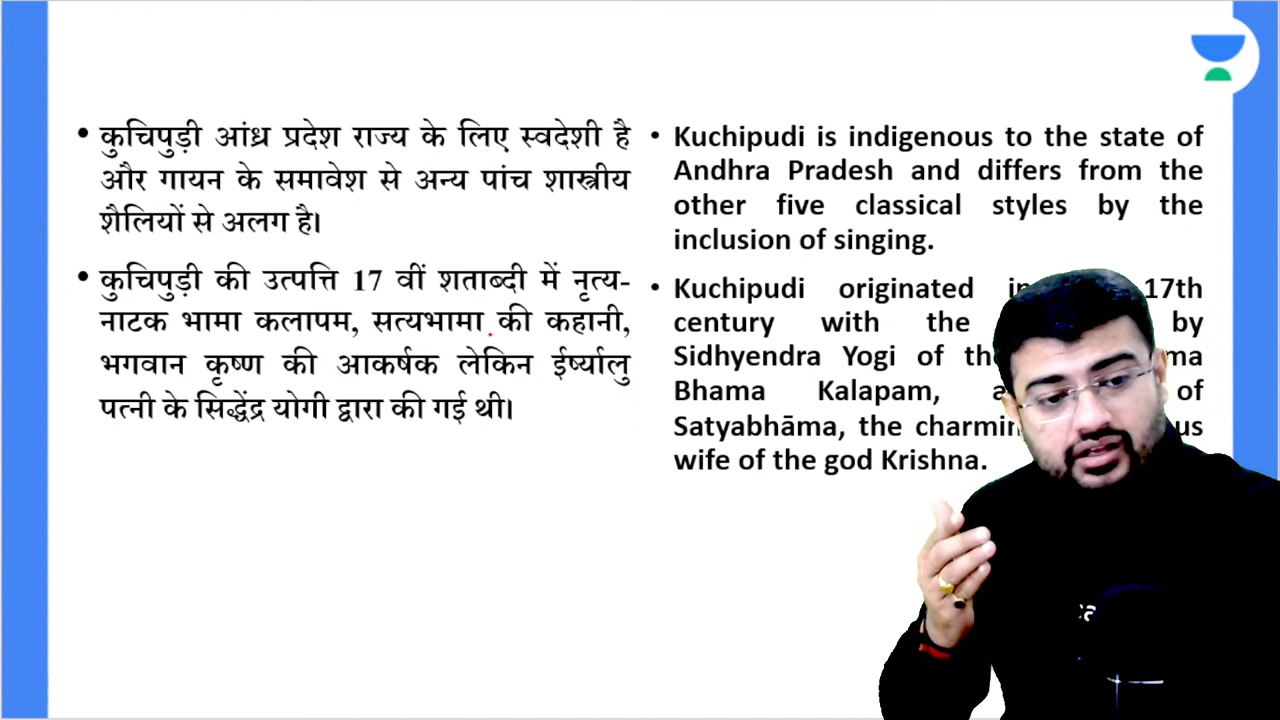 • कुचिपुड़ी आंध्र प्रदेश राज्य के लिए स्वदेशी है
और गायन के समावेश से अन्य पांच शास्त्रीय
शैलियों से अलग है।
• कुचिपुड़ी की उत्पत्ति 17 वीं शताब्दी में नृत्य-
नाटक भामा कलापम, सत्यभामा की कहानी,
भगवान कृष्ण की आकर्षक लेकिन ईर्ष्यालु
पत्नी के सिद्धेंद्र योगी द्वारा की गई थी।
• Kuchipudi is indigenous to the state of
Andhra Pradesh and differs from the
other five classical styles by the
inclusion of singing.
• Kuchipudi originated 17th
century with the by
Sidhyendra Yogi of
Bhama Kalapam, of
Satyabhāma, the
wife of the god Krishna.